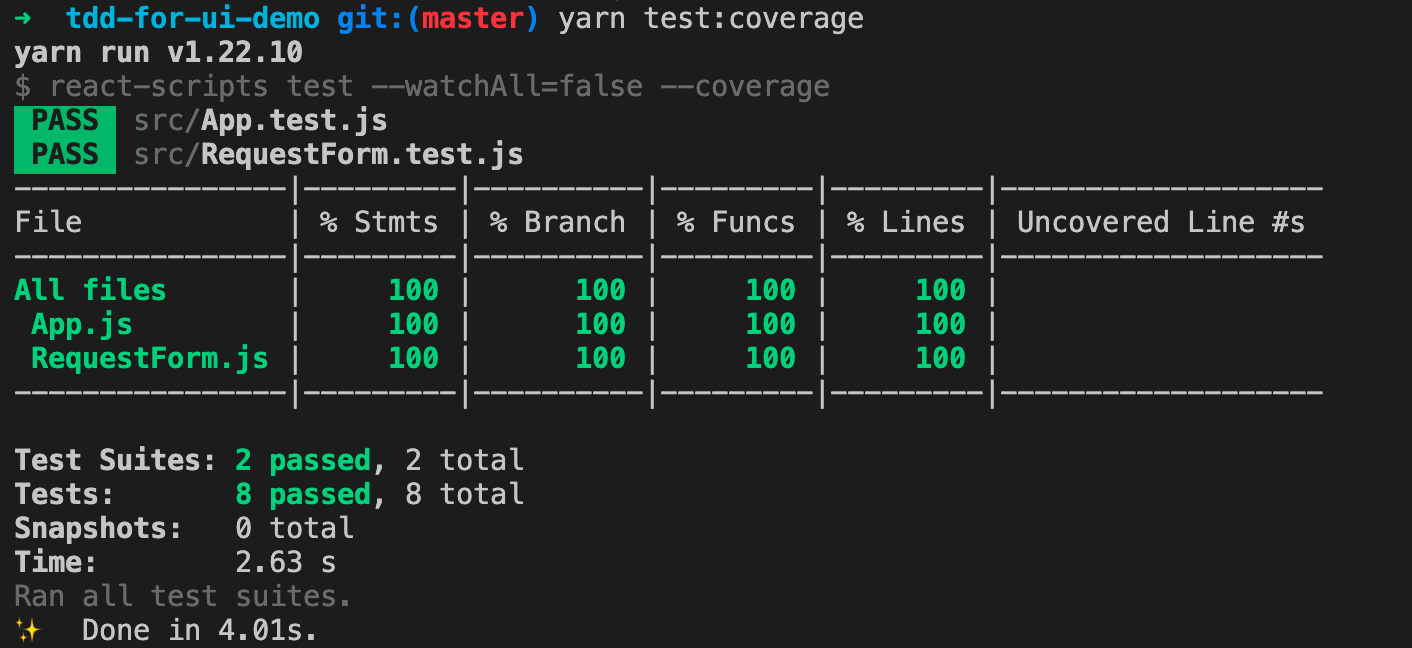 ➜  tdd-for-ui-demo git:(master) yarn test:coverage
yarn run v1.22.10
$ react-scripts test --watchAll=false --coverage
PASS  src/App.test.js
PASS  src/RequestForm.test.js
----------------|---------|----------|---------|---------|-------------------
File            | % Stmts | % Branch | % Funcs | % Lines | Uncovered Line #s
----------------|---------|----------|---------|---------|-------------------
All files       |     100 |      100 |     100 |     100 |
 App.js         |     100 |      100 |     100 |     100 |
 RequestForm.js |     100 |      100 |     100 |     100 |
----------------|---------|----------|---------|---------|-------------------
Test Suites: 2 passed, 2 total
Tests:       8 passed, 8 total
Snapshots:   0 total
Time:        2.63 s
Ran all test suites.
✨  Done in 4.01s.